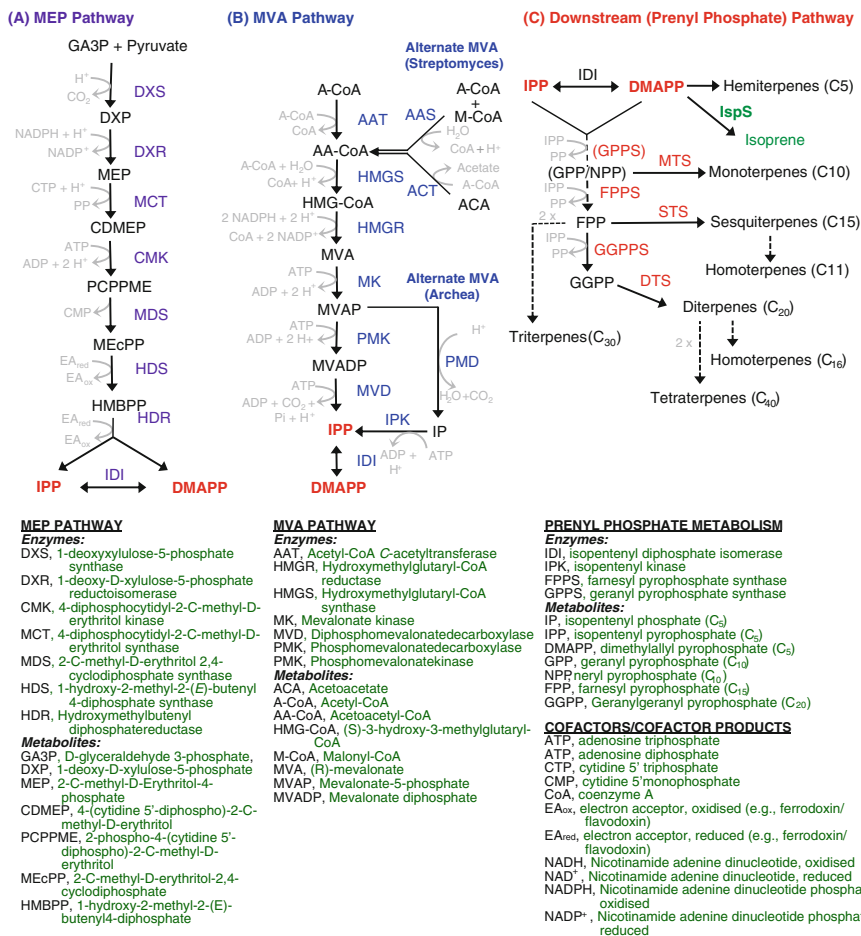 (A) MEP Pathway
GA3P + Pyruvate
H⁺
CO₂
DXS
DXP
NADPH + H⁺
NADP⁺
DXR
MEP
CTP + H⁺
PP
MCT
CDMEP
ATP
ADP + 2 H⁺
CMK
PCPPME
CMP
MDS
MEcPP
EAred
EAox
HDS
HMBPP
EAred
EAox
HDR
IPP
IDI
DMAPP
(B) MVA Pathway
Alternate MVA
(Streptomyces)
A-CoA
A-CoA
+
M-CoA
A-CoA
CoA
AAT
AAS
H₂O
CoA + H⁺
AA-CoA
A-CoA + H₂O
CoA+ H⁺
HMGS
Acetate
A-CoA
ACT
ACA
HMG-CoA
2 NADPH + 2 H⁺
CoA + 2 NADP⁺
HMGR
MVA
ATP
ADP + 2 H⁺
MK
Alternate MVA
(Archea)
MVAP
ATP
ADP + 2 H+
PMK
H⁺
PMD
H₂O+CO₂
MVADP
ATP
ADP + CO₂ +
Pi + H⁺
MVD
IPP
IPK
IP
ADP +
H⁺
ATP
IDI
DMAPP
(C) Downstream (Prenyl Phosphate) Pathway
IPP
IDI
DMAPP
Hemiterpenes (C5)
IspS
Isoprene
IPP
PP
(GPPS)
(GPP/NPP)
MTS
Monoterpenes (C10)
IPP
PP
FPPS
2 x
FPP
STS
Sesquiterpenes (C15)
IPP
PP
GGPPS
Homoterpenes (C11)
GGPP
DTS
Diterpenes (C₂₀)
Triterpenes(C₃₀)
2 x
Homoterpenes (C₁₆)
Tetraterpenes (C₄₀)
MEP PATHWAY
Enzymes:
DXS, 1-deoxyxylulose-5-phosphate
synthase
DXR, 1-deoxy-D-xylulose-5-phosphate
reductoisomerase
CMK, 4-diphosphocytidyl-2-C-methyl-D-
erythritol kinase
MCT, 4-diphosphocytidyl-2-C-methyl-D-
erythritol synthase
MDS, 2-C-methyl-D-erythritol 2,4-
cyclodiphosphate synthase
HDS, 1-hydroxy-2-methyl-2-(E)-butenyl
4-diphosphate synthase
HDR, Hydroxymethylbutenyl
diphosphatereductase
Metabolites:
GA3P, D-glyceraldehyde 3-phosphate,
DXP, 1-deoxy-D-xylulose-5-phosphate
MEP, 2-C-methyl-D-Erythritol-4-
phosphate
CDMEP, 4-(cytidine 5'-diphospho)-2-C-
methyl-D-erythritol
PCPPME, 2-phospho-4-(cytidine 5'-
diphospho)-2-C-methyl-D-
erythritol
MEcPP, 2-C-methyl-D-erythritol-2,4-
cyclodiphosphate
HMBPP, 1-hydroxy-2-methyl-2-(E)-
butenyl4-diphosphate
MVA PATHWAY
Enzymes:
AAT, Acetyl-CoA C-acetyltransferase
HMGR, Hydroxymethylglutaryl-CoA
reductase
HMGS, Hydroxymethylglutaryl-CoA
synthase
MK, Mevalonate kinase
MVD, Diphosphomevalonatedecarboxylase
PMK, Phosphomevalonatedecarboxylase
PMK, Phosphomevalonatekinase
Metabolites:
ACA, Acetoacetate
A-CoA, Acetyl-CoA
AA-CoA, Acetoacetyl-CoA
HMG-CoA, (S)-3-hydroxy-3-methylglutaryl-
CoA
M-CoA, Malonyl-CoA
MVA, (R)-mevalonate
MVAP, Mevalonate-5-phosphate
MVADP, Mevalonate diphosphate
PRENYL PHOSPHATE METABOLISM
Enzymes:
IDI, isopentenyl diphosphate isomerase
IPK, isopentenyl kinase
FPPS, farnesyl pyrophosphate synthase
GPPS, geranyl pyrophosphate synthase
Metabolites:
IP, isopentenyl phosphate (C₅)
IPP, isopentenyl pyrophosphate (C₅)
DMAPP, dimethylallyl pyrophosphate (C₅)
GPP, geranyl pyrophosphate (C₁₀)
NPP,neryl pyrophosphate (C₁₀)
FPP, farnesyl pyrophosphate (C₁₅)
GGPP, Geranylgeranyl pyrophosphate (C₂₀)
COFACTORS/COFACTOR PRODUCTS
ATP, adenosine triphosphate
ATP, adenosine diphosphate
CTP, cytidine 5' triphosphate
CMP, cytidine 5'monophosphate
CoA, coenzyme A
EAox, electron acceptor, oxidised (e.g., ferrodoxin/
flavodoxin)
EAred, electron acceptor, reduced (e.g., ferrodoxin/
flavodoxin)
NADH, Nicotinamide adenine dinucleotide, oxidised
NAD⁺, Nicotinamide adenine dinucleotide, reduced
NADPH, Nicotinamide adenine dinucleotide phospha
oxidised
NADP⁺, Nicotinamide adenine dinucleotide phospha
reduced